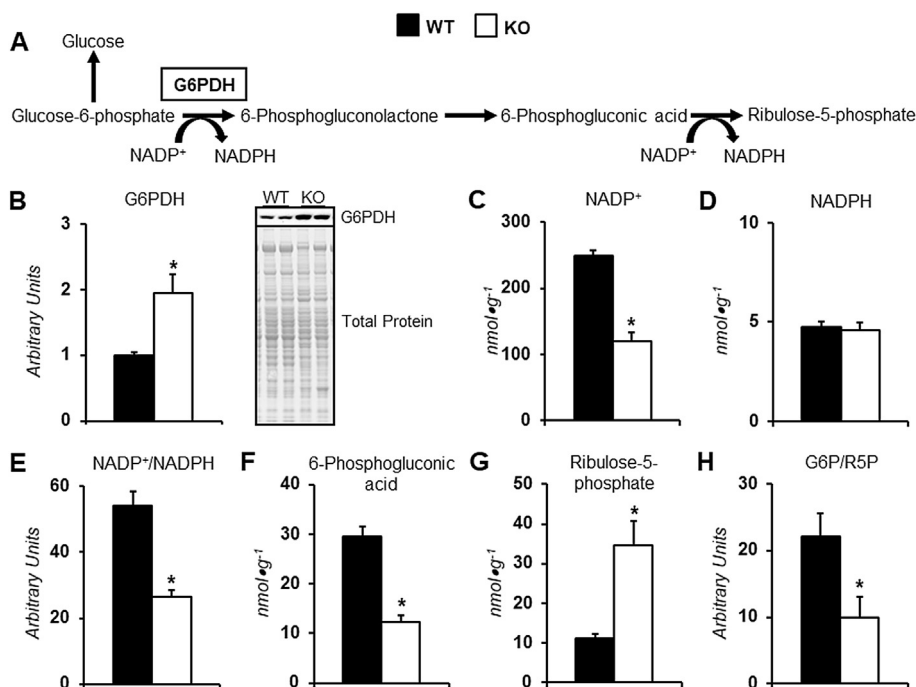 WT KO
A
Glucose
G6PDH
Glucose-6-phosphate 6-Phosphogluconolactone 6-Phosphogluconic acid Ribulose-5-phosphate
NADP+ NADPH NADP+ NADPH
B
G6PDH
3
2
1
0
Arbitrary Units
*
WT KO
G6PDH
Total Protein
C
NADP+
300
200
100
0
nmol•g-1
*
D
NADPH
10
5
0
nmol•g-1
E
NADP+/NADPH
60
40
20
0
Arbitrary Units
*
F
6-Phosphogluconic
acid
40
30
20
10
0
nmol•g-1
*
G
Ribulose-5-
phosphate
50
40
30
20
10
0
nmol•g-1
*
H
G6P/R5P
30
20
10
0
Arbitrary Units
*